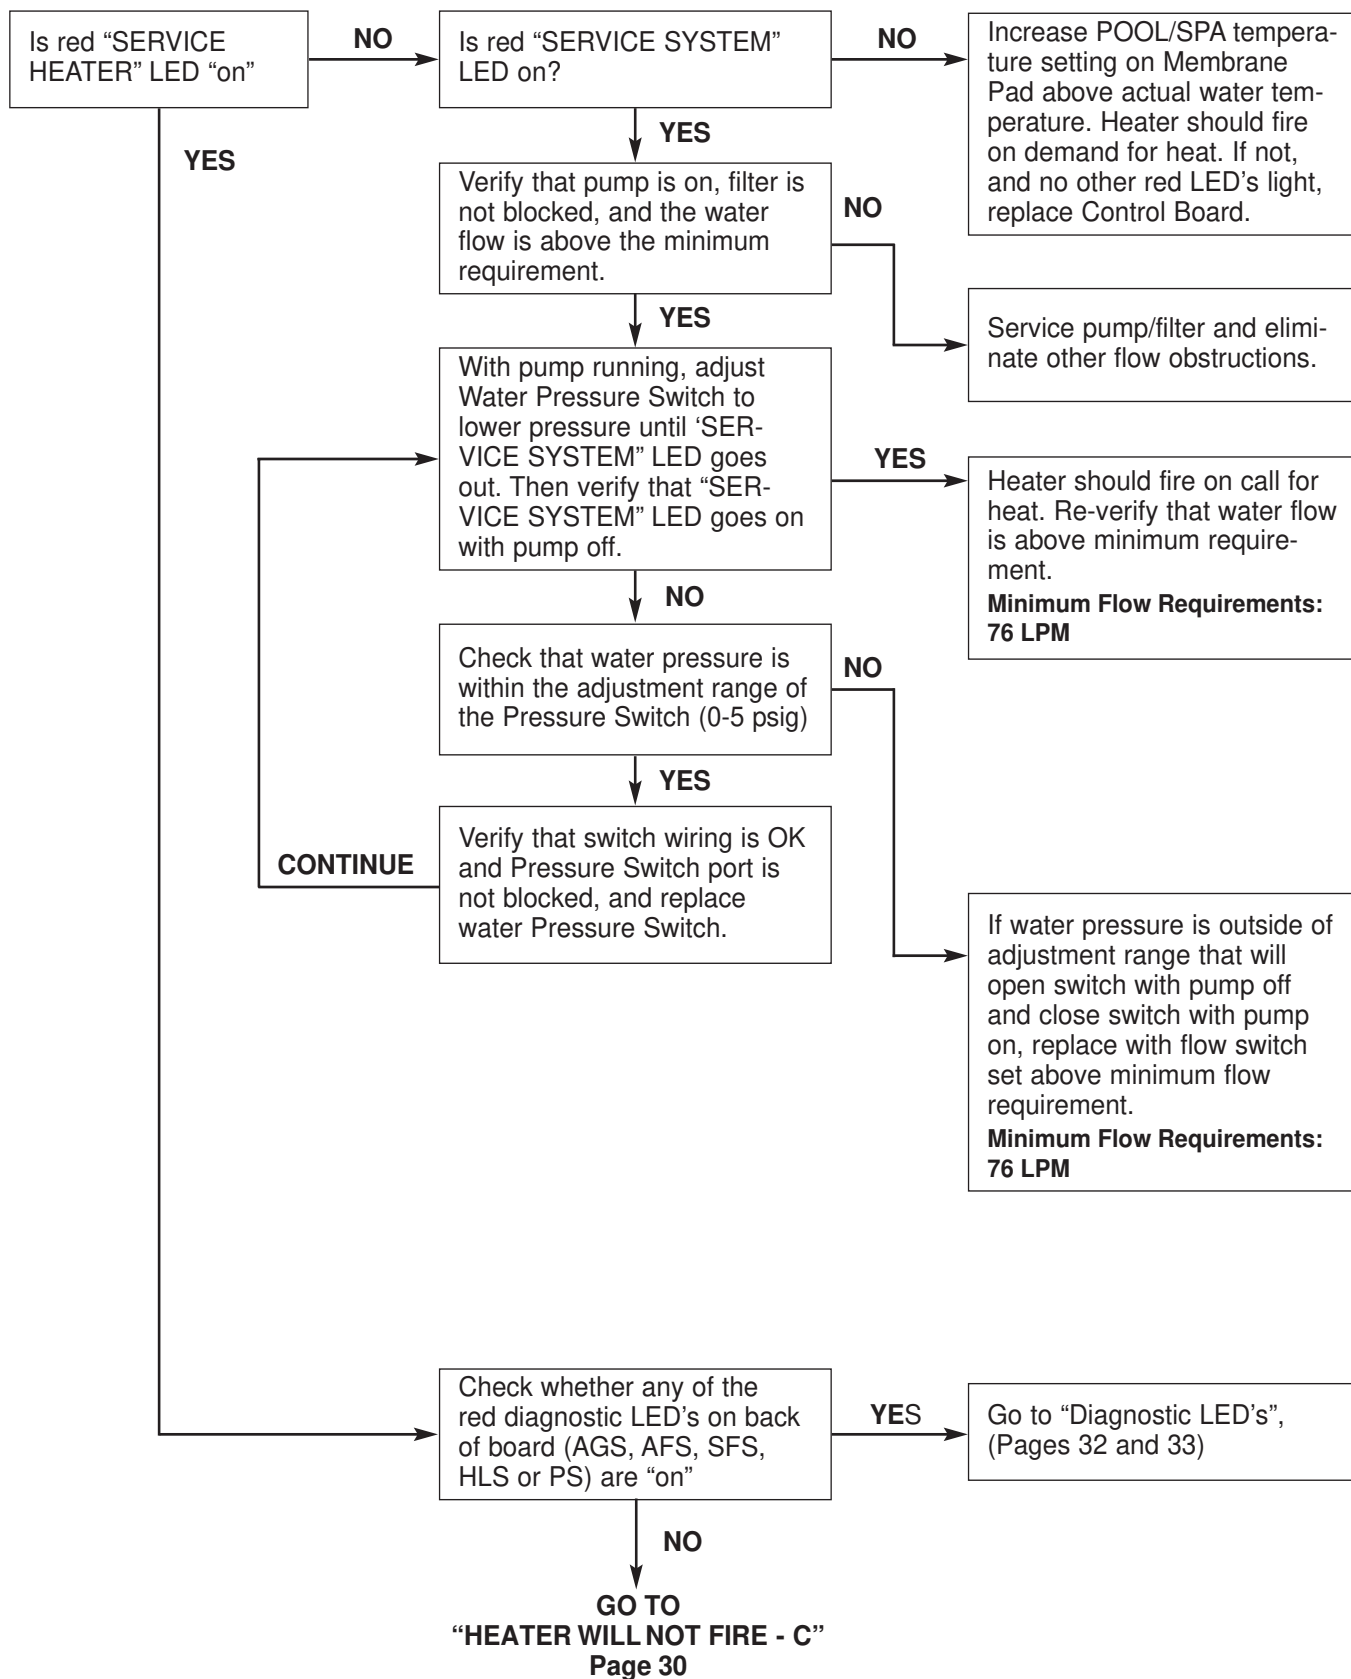 Is red “SERVICE
HEATER” LED “on”
NO
Is red “SERVICE SYSTEM”
LED on?
NO
Increase POOL/SPA tempera-
ture setting on Membrane
Pad above actual water tem-
perature. Heater should fire
on demand for heat. If not,
and no other red LED's light,
replace Control Board.
YES
YES
Verify that pump is on, filter is
not blocked, and the water
flow is above the minimum
requirement.
NO
Service pump/filter and elimi-
nate other flow obstructions.
YES
With pump running, adjust
Water Pressure Switch to
lower pressure until ‘SER-
VICE SYSTEM” LED goes
out. Then verify that “SER-
VICE SYSTEM” LED goes on
with pump off.
YES
Heater should fire on call for
heat. Re-verify that water flow
is above minimum require-
ment.
Minimum Flow Requirements:
76 LPM
NO
Check that water pressure is
within the adjustment range of
the Pressure Switch (0-5 psig)
NO
YES
Verify that switch wiring is OK
and Pressure Switch port is
not blocked, and replace
water Pressure Switch.
CONTINUE
If water pressure is outside of
adjustment range that will
open switch with pump off
and close switch with pump
on, replace with flow switch
set above minimum flow
requirement.
Minimum Flow Requirements:
76 LPM
Check whether any of the
red diagnostic LED's on back
of board (AGS, AFS, SFS,
HLS or PS) are “on”
YES
Go to “Diagnostic LED's”,
(Pages 32 and 33)
NO
GO TO
“HEATER WILL NOT FIRE - C”
Page 30